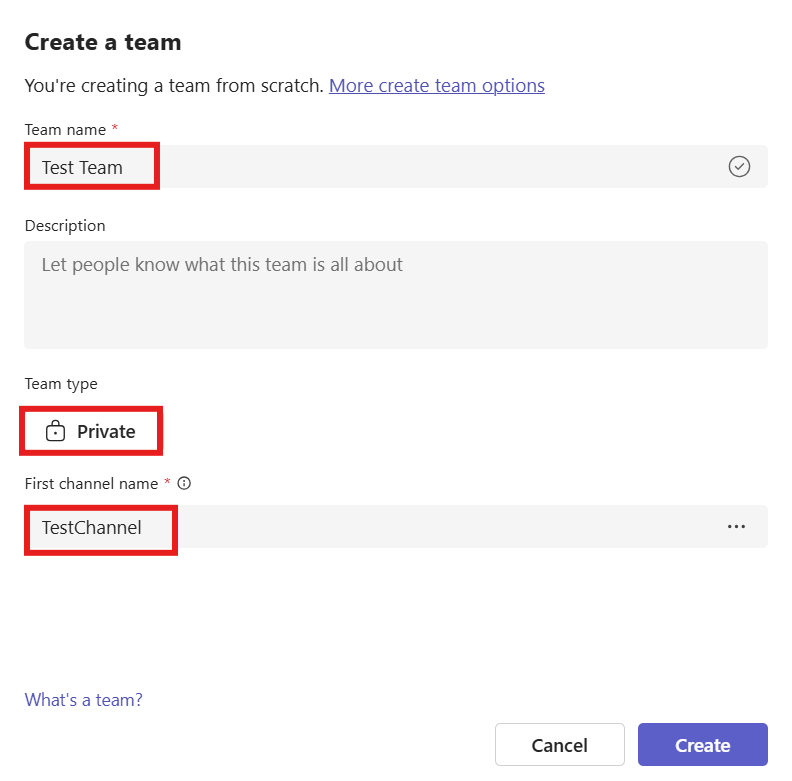 Create a team
You're creating a team from scratch. More create team options
Team name *
Test Team
Description
Let people know what this team is all about
Team type
Private
First channel name *
TestChannel
What's a team?
Cancel
Create